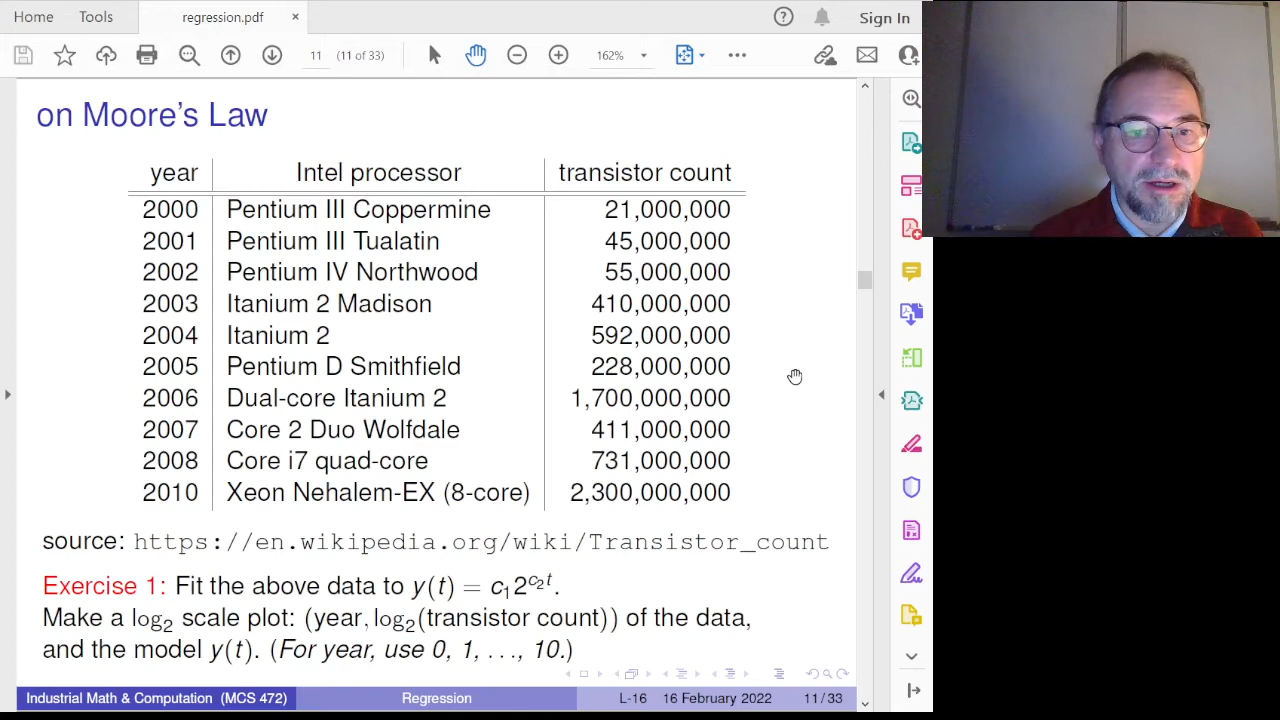 Home Tools regression.pdf × Sign In
11 (11 of 33) 162%
on Moore's Law
year Intel processor transistor count
2000 Pentium III Coppermine 21,000,000
2001 Pentium III Tualatin 45,000,000
2002 Pentium IV Northwood 55,000,000
2003 Itanium 2 Madison 410,000,000
2004 Itanium 2 592,000,000
2005 Pentium D Smithfield 228,000,000
2006 Dual-core Itanium 2 1,700,000,000
2007 Core 2 Duo Wolfdale 411,000,000
2008 Core i7 quad-core 731,000,000
2010 Xeon Nehalem-EX (8-core) 2,300,000,000
source: https://en.wikipedia.org/wiki/Transistor_count
Exercise 1: Fit the above data to y(t) = c₁2^{c₂t}.
Make a log₂ scale plot: (year, log₂(transistor count)) of the data,
and the model y(t). (For year, use 0, 1, ..., 10.)
Industrial Math & Computation (MCS 472) Regression L-16 16 February 2022 11/33